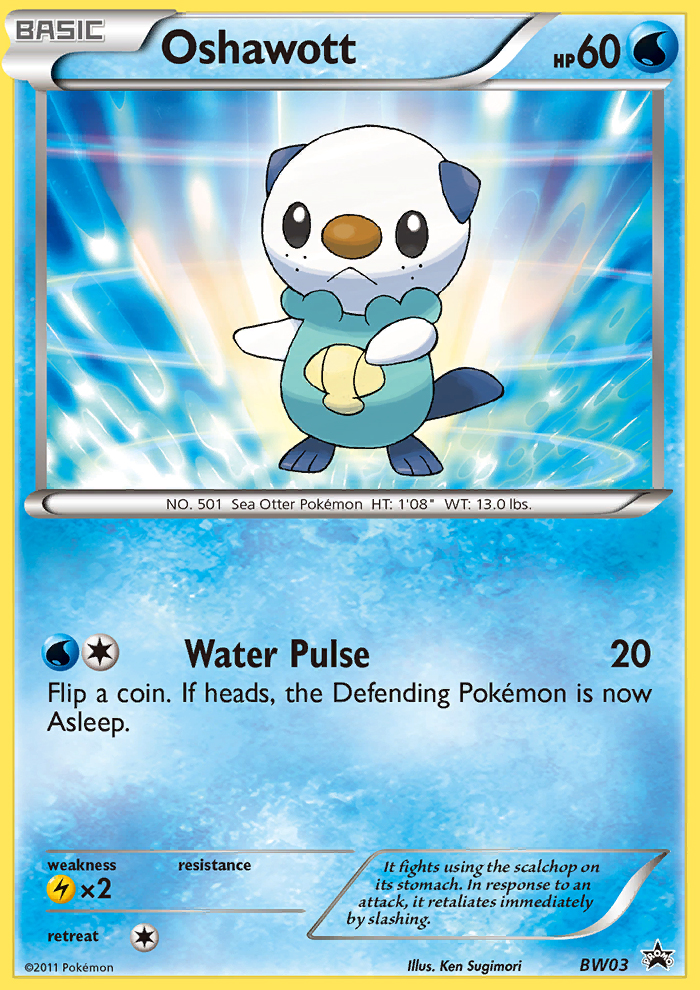 BASIC
Oshawott
HP60
NO. 501 Sea Otter Pokémon HT: 1'08" WT: 13.0 lbs.
Water Pulse 20
Flip a coin. If heads, the Defending Pokémon is now
Asleep.
weakness resistance
×2
retreat
It fights using the scalchop on
its stomach. In response to an
attack, it retaliates immediately
by slashing.
©2011 Pokémon
Illus. Ken Sugimori
BW03
PROMO